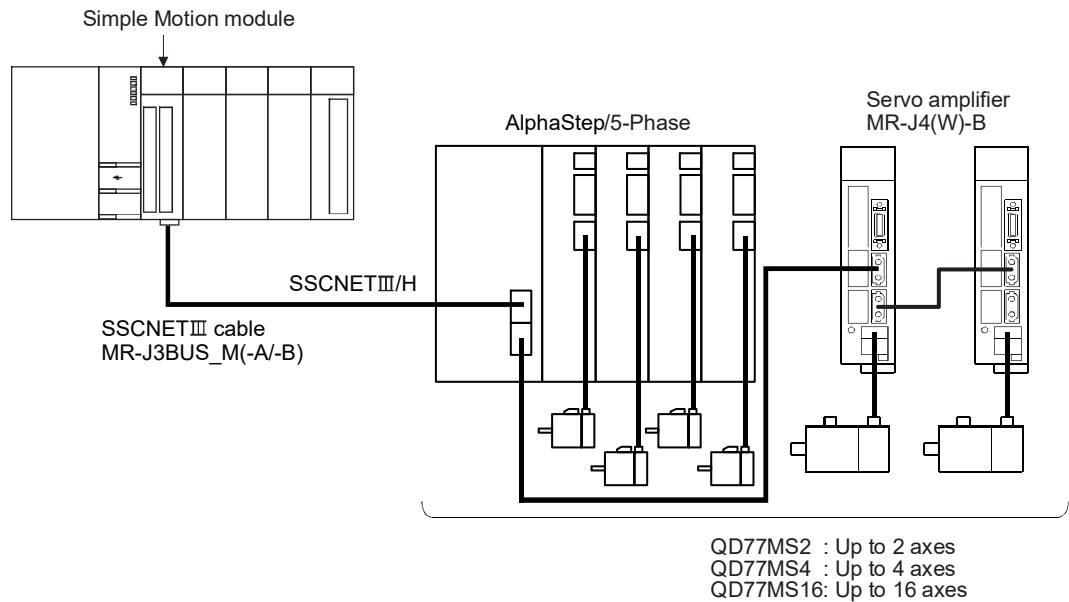 Simple Motion module
Servo amplifier
MR-J4(W)-B
AlphaStep/5-Phase
SSCNETⅢ/H
SSCNETⅢ cable
MR-J3BUS_M(-A/-B)
QD77MS2 : Up to 2 axes
QD77MS4 : Up to 4 axes
QD77MS16: Up to 16 axes